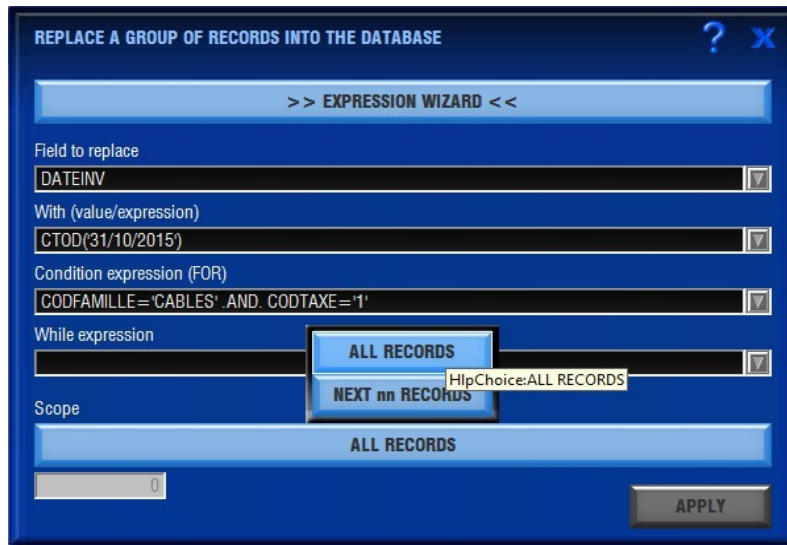 REPLACE A GROUP OF RECORDS INTO THE DATABASE ? X
>> EXPRESSION WIZARD <<
Field to replace
DATEINV
With (value/expression)
CTOD('31/10/2015')
Condition expression (FOR)
CODFAMILLE='CABLES' .AND. CODTAXE='1'
While expression
ALL RECORDS
HlpChoice:ALL RECORDS
NEXT nn RECORDS
Scope
ALL RECORDS
0
APPLY